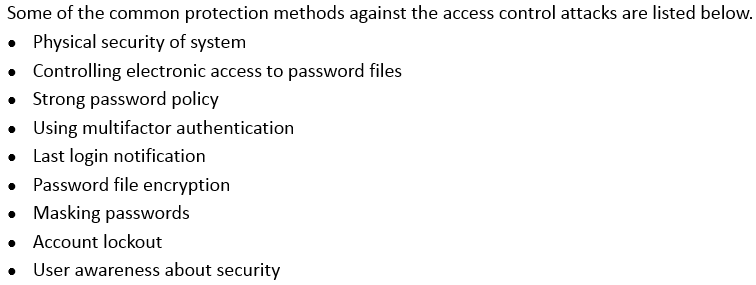 Some of the common protection methods against the access control attacks are listed below.
• Physical security of system
• Controlling electronic access to password files
• Strong password policy
• Using multifactor authentication
• Last login notification
• Password file encryption
• Masking passwords
• Account lockout
• User awareness about security